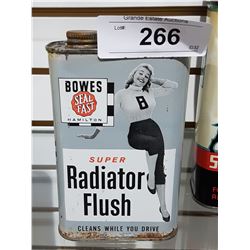 Grande Estate Auctions
Lot#
266
BOWES
SEAL
FAST
HAMILTON
B
SUPER
Radiator
Flush
CLEANS WHILE YOU DRIVE